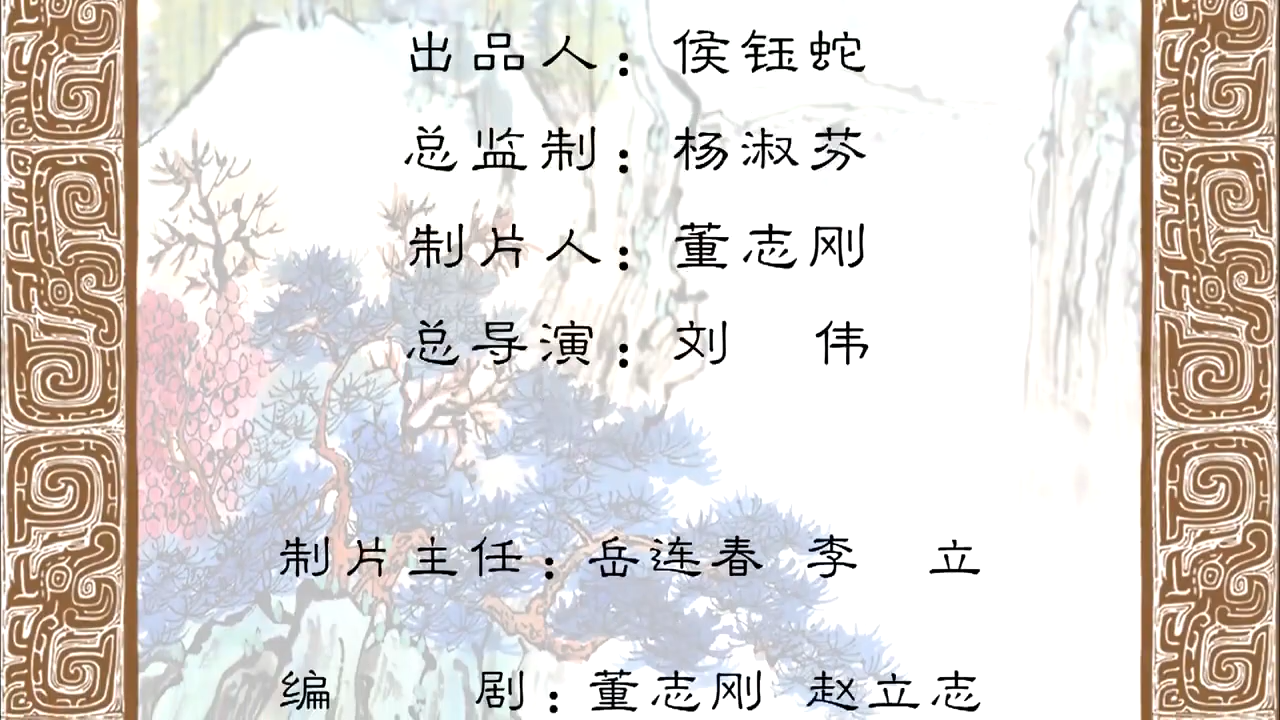 出品人：侯钰蛇
总监制：杨淑芬
制片人：董志刚
总导演：刘　伟
制片主任：岳连春 李　立
编　　剧：董志刚 赵立志